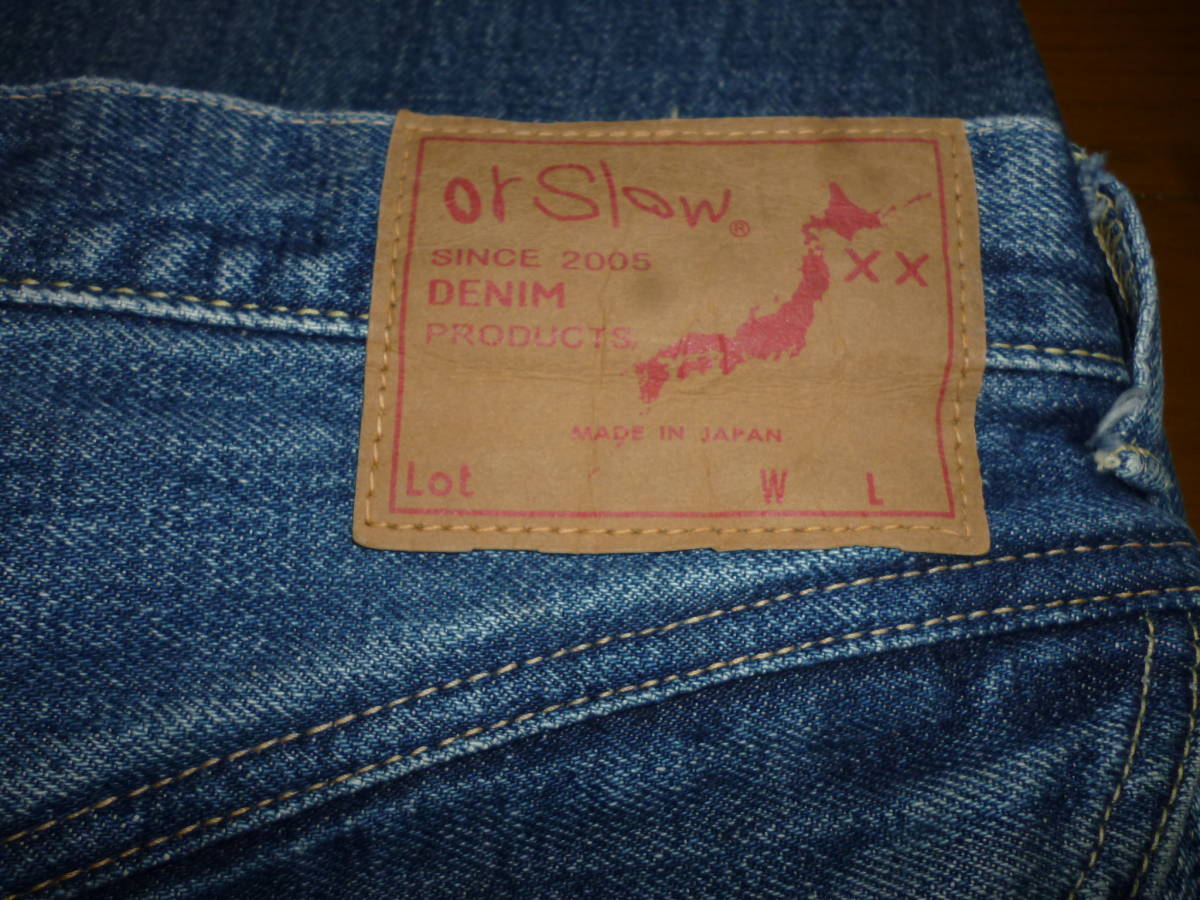 orSlow®
SINCE 2005
DENIM
PRODUCTS.
XX
MADE IN JAPAN
Lot W L